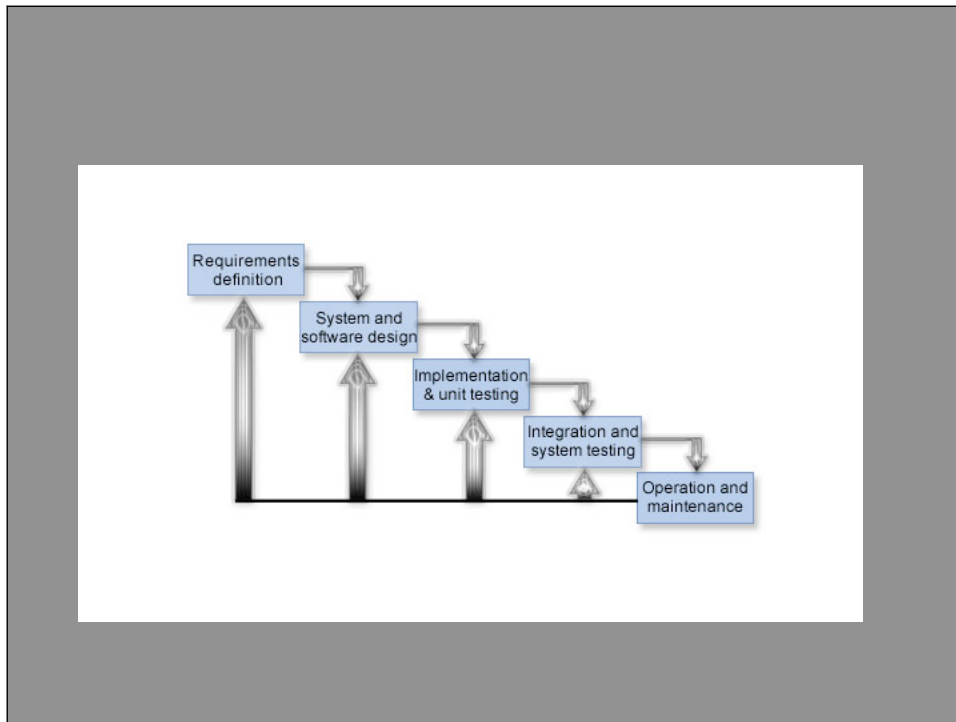 Requirements
definition
System and
software design
Implementation
& unit testing
Integration and
system testing
Operation and
maintenance